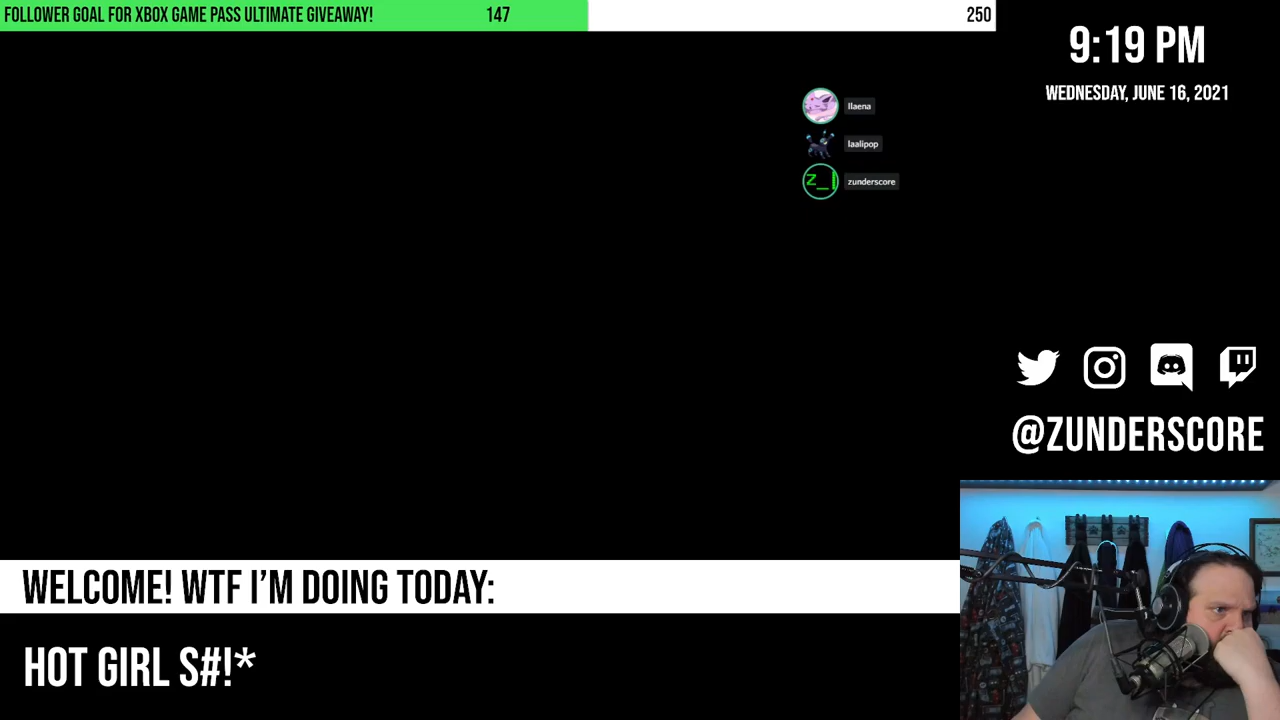 FOLLOWER GOAL FOR XBOX GAME PASS ULTIMATE GIVEAWAY! 147 250
9:19 PM
WEDNESDAY, JUNE 16, 2021
llaena
laalipop
Z_
zunderscore
@ZUNDERSCORE
WELCOME! WTF I'M DOING TODAY:
HOT GIRL S#!*